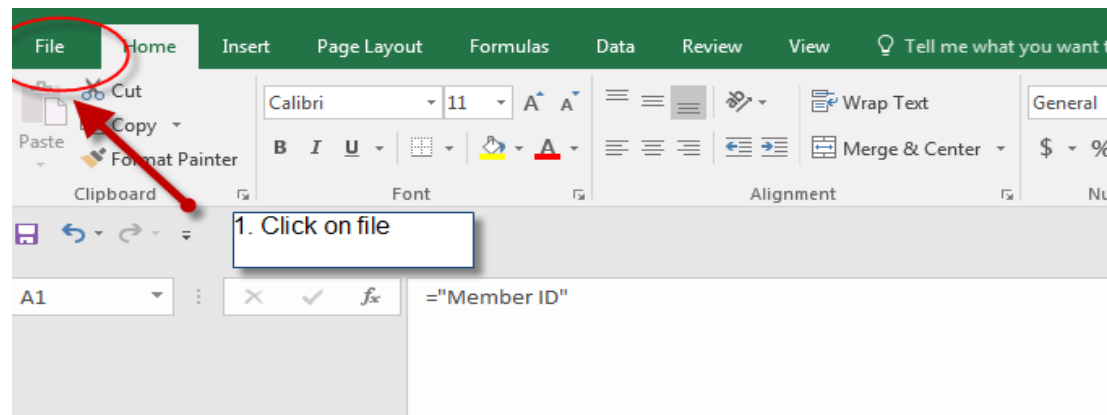 File Home Insert Page Layout Formulas Data Review View Tell me what you want
Cut
Calibri 11 A A Wrap Text General
Copy
Paste
Format Painter B I U A Merge & Center $ %
Clipboard Font Alignment
1. Click on file
A1 fx ="Member ID"